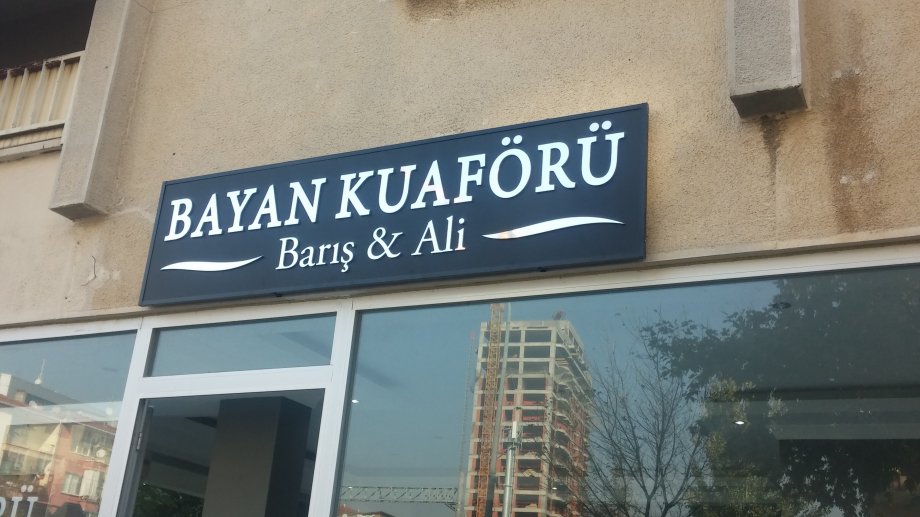 BAYAN KUAFÖRÜ
Barış & Ali